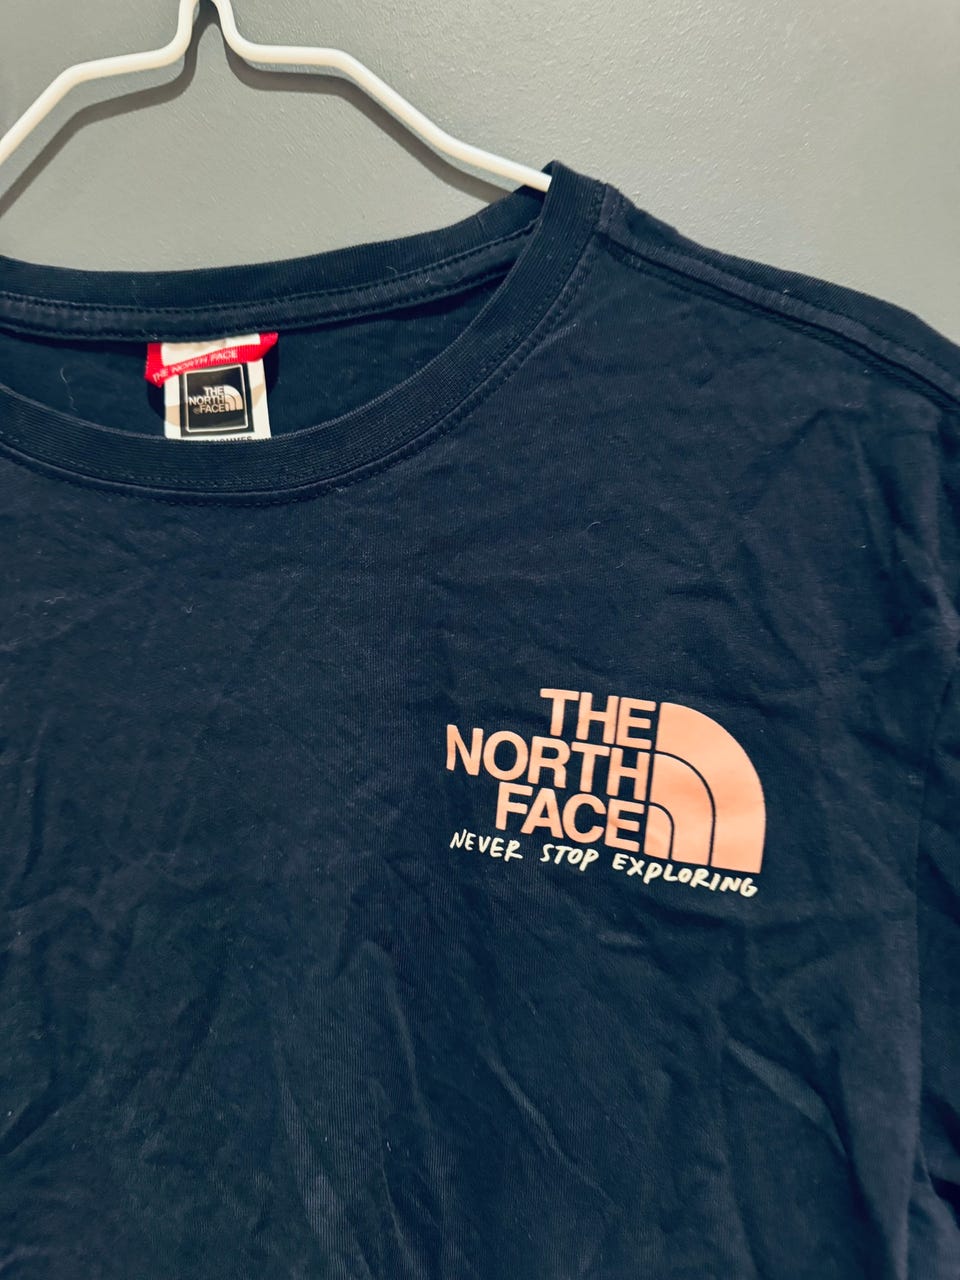 THE NORTH FACE
THE
NORTH
FACE
THE
NORTH
FACE
NEVER STOP EXPLORING